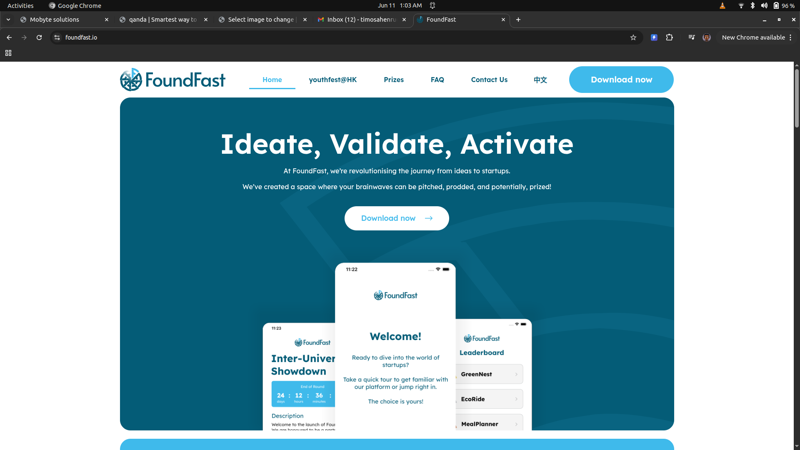 Activities
Google Chrome
Jun 11 1:03 AM
96 %
Mobyte solutions
qanda | Smartest way to
Select image to change |
Inbox (12) - timosahenru
FoundFast
foundfast.io
New Chrome available
FoundFast
Home
youthfest@HK
Prizes
FAQ
Contact Us
中文
Download now
Ideate, Validate, Activate
At FoundFast, we're revolutionising the journey from ideas to startups.
We've created a space where your brainwaves can be pitched, prodded, and potentially, prized!
Download now
11:22
FoundFast
Welcome!
Ready to dive into the world of
startups?
Take a quick tour to get familiar with
our platform or jump right in.
The choice is yours!
11:23
FoundFast
Inter-Univer
Showdown
End of Round
24 : 12 : 36 :
days hours minutes
Description
Welcome to the launch of Found
FoundFast
Leaderboard
GreenNest
EcoRide
MealPlanner